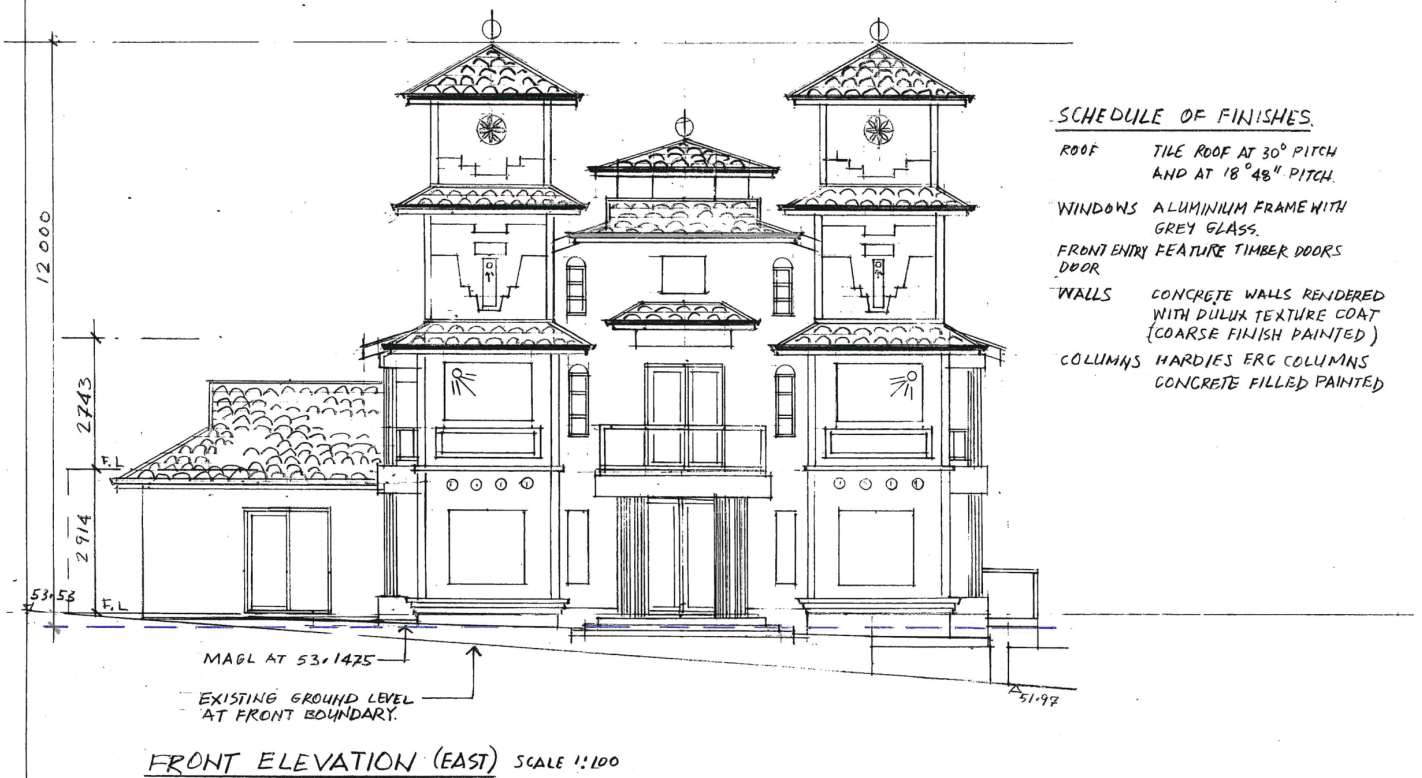 SCHEDULE OF FINISHES.
ROOF TILE ROOF AT 30° PITCH
AND AT 18°48" PITCH.
WINDOWS ALUMINIUM FRAME WITH
GREY GLASS.
FRONT ENTRY FEATURE TIMBER DOORS
DOOR
WALLS CONCRETE WALLS RENDERED
WITH DULUX TEXTURE COAT
(COARSE FINISH PAINTED)
COLUMNS HARDIES FRC COLUMNS
CONCRETE FILLED PAINTED
12000
2743
F.L
2914
F.L
53.53
MAGL AT 53.1475
EXISTING GROUND LEVEL
AT FRONT BOUNDARY.
51.97
FRONT ELEVATION (EAST) SCALE 1:100